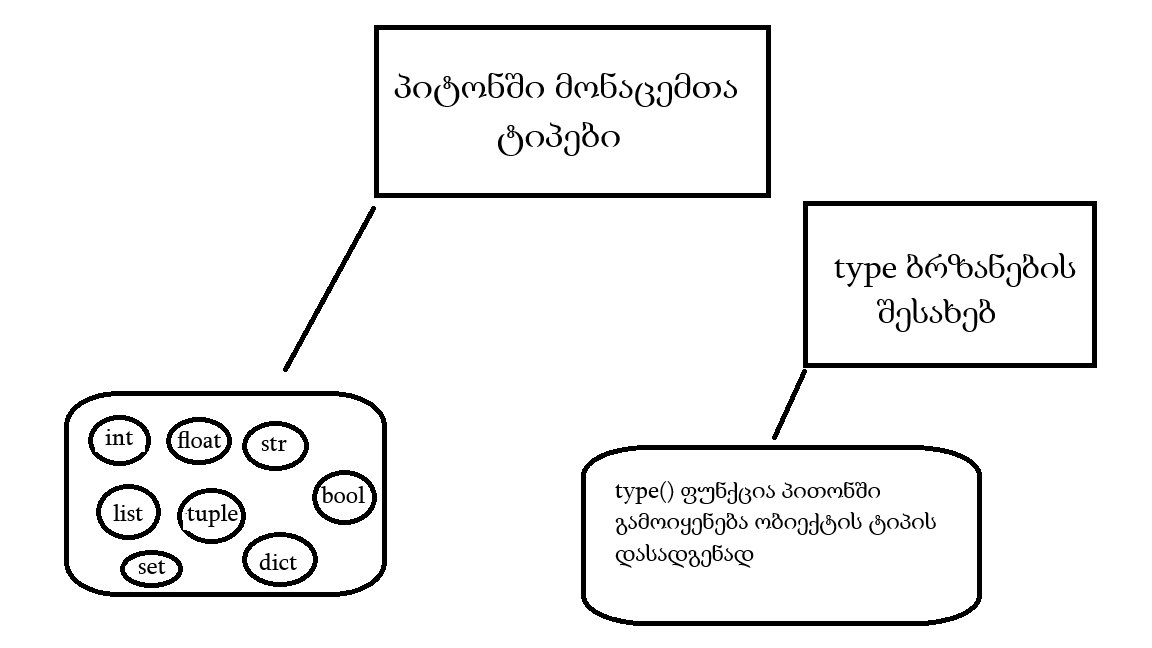 პიტონში მონაცემთა
ტიპები
type ბრზანების
შესახებ
int float str
bool
list tuple
set dict
type() ფუნქცია პითონში
გამოიყენება ობიექტის ტიპის
დასადგენად